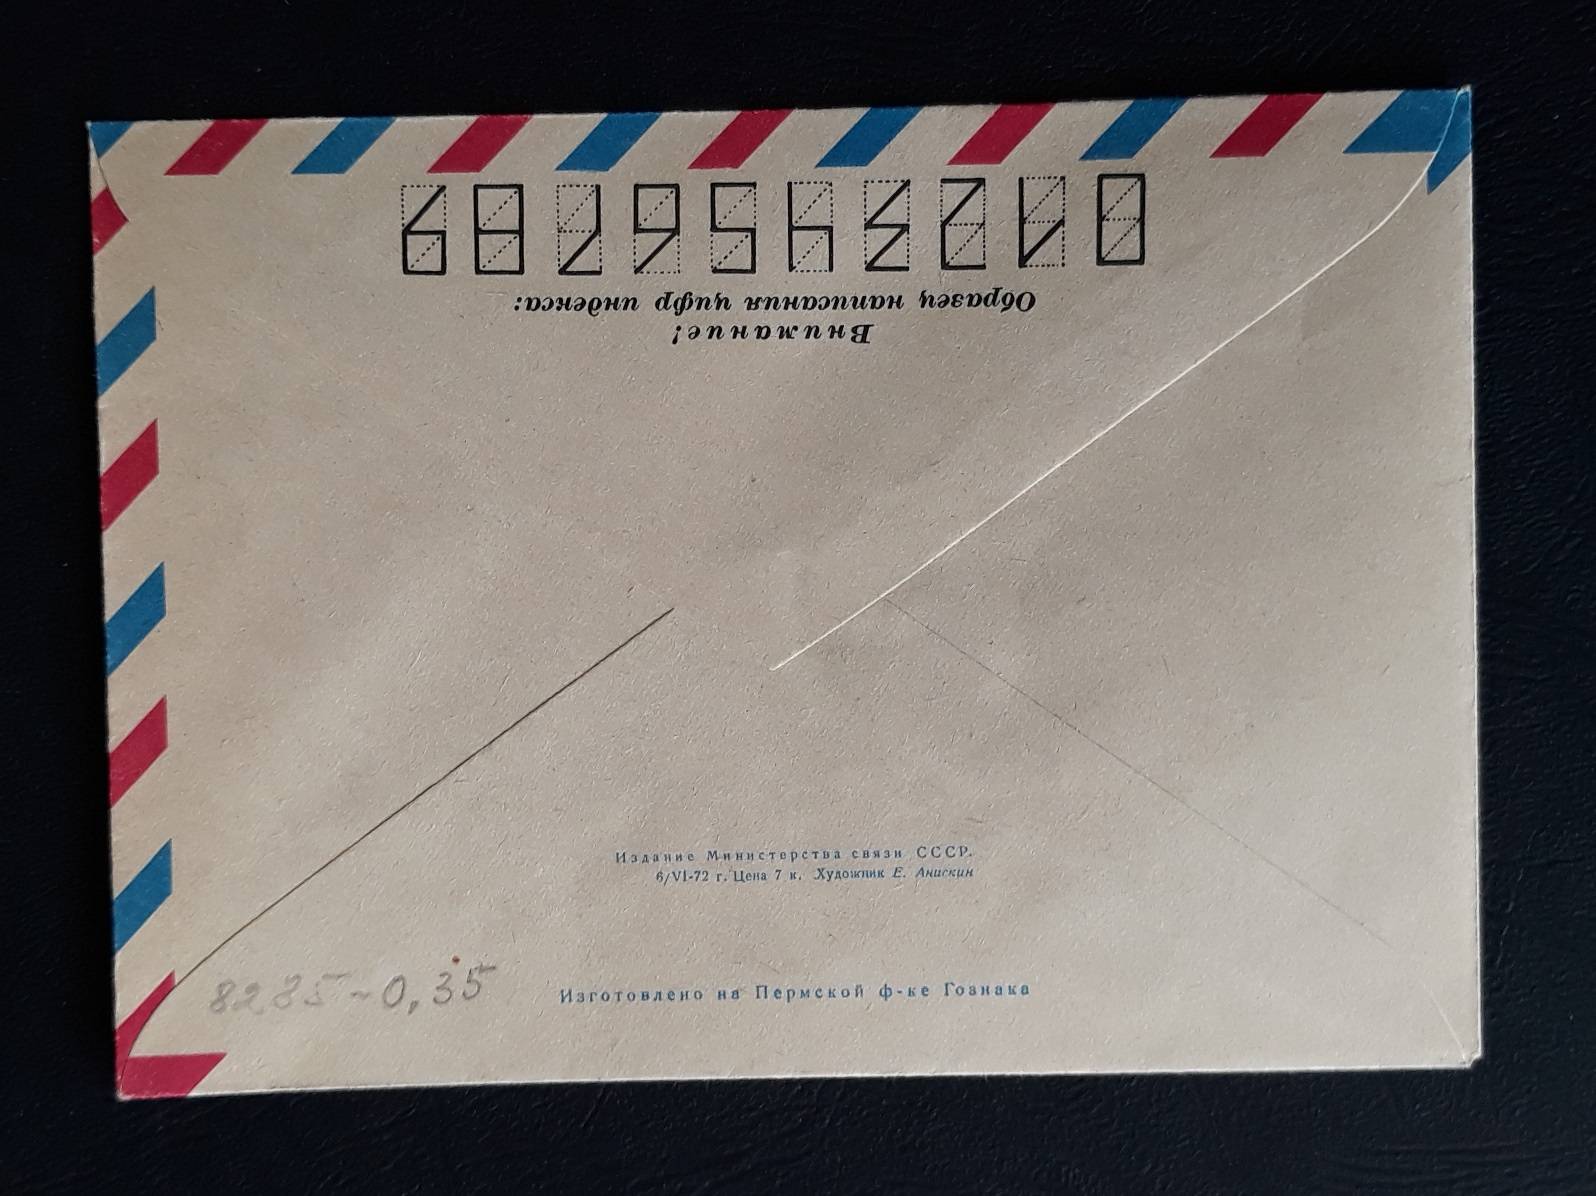 Внимание!
Образец написания цифр индекса:
0123456789
Издание Министерства связи СССР.
6/VI-72 г. Цена 7 к. Художник Е. Анискин
8285-0,35
Изготовлено на Пермской ф-ке Гознака